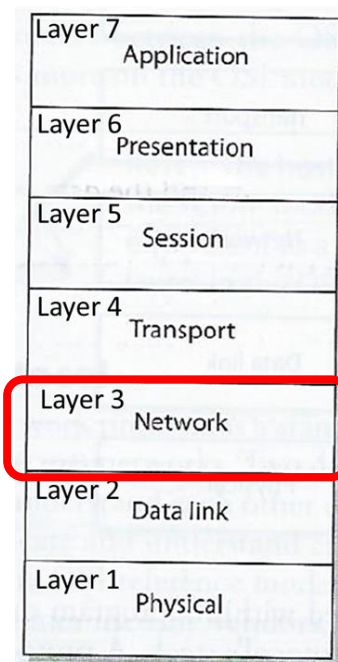 Layer 7
Application
Layer 6
Presentation
Layer 5
Session
Layer 4
Transport
Layer 3
Network
Layer 2
Data link
Layer 1
Physical